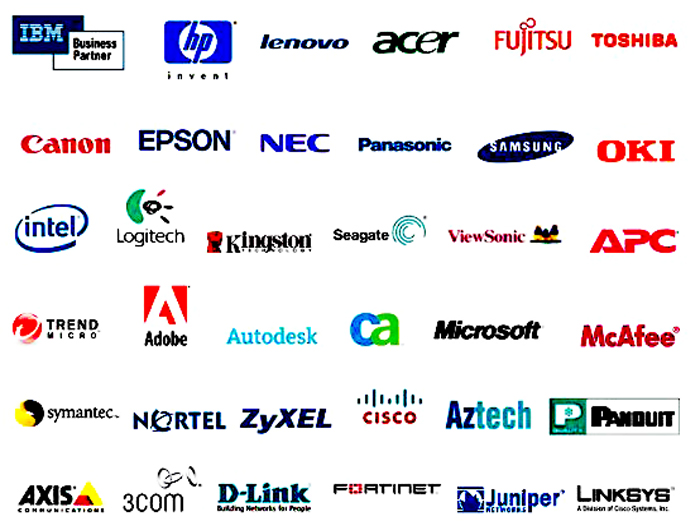 IBM
Business
Partner
hp
invent
lenovo
acer
FUJITSU
TOSHIBA
Canon
EPSON
NEC
Panasonic
SAMSUNG
OKI
intel
Logitech
Kingston
TECHNOLOGY
Seagate
ViewSonic
APC
TREND
MICRO
Adobe
Autodesk
ca
Microsoft
McAfee
symantec
NORTEL
ZyXEL
CISCO
Aztech
P PANDUIT
AXIS
COMMUNICATIONS
3COM
D-Link
Building Networks for People
FORTINET
Juniper
NETWORKS
LINKSYS
A Division of Cisco Systems, Inc.